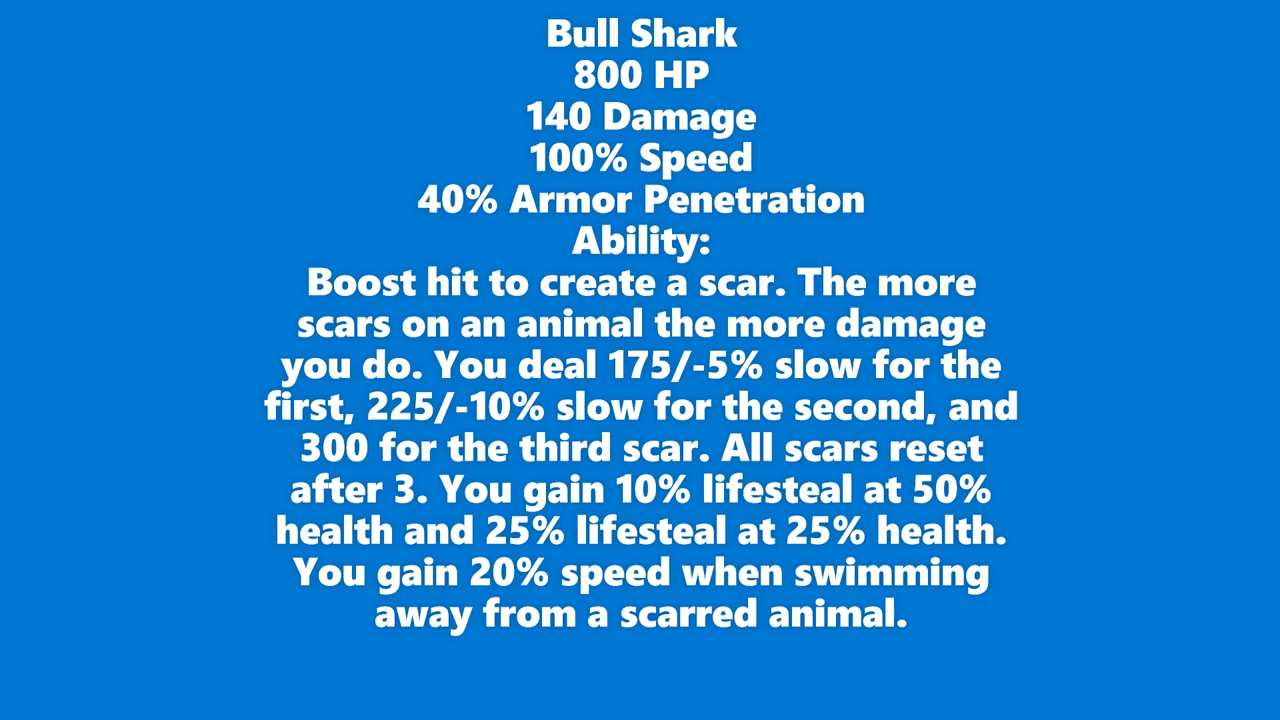 Bull Shark
800 HP
140 Damage
100% Speed
40% Armor Penetration
Ability:
Boost hit to create a scar. The more
scars on an animal the more damage
you do. You deal 175/-5% slow for the
first, 225/-10% slow for the second, and
300 for the third scar. All scars reset
after 3. You gain 10% lifesteal at 50%
health and 25% lifesteal at 25% health.
You gain 20% speed when swimming
away from a scarred animal.